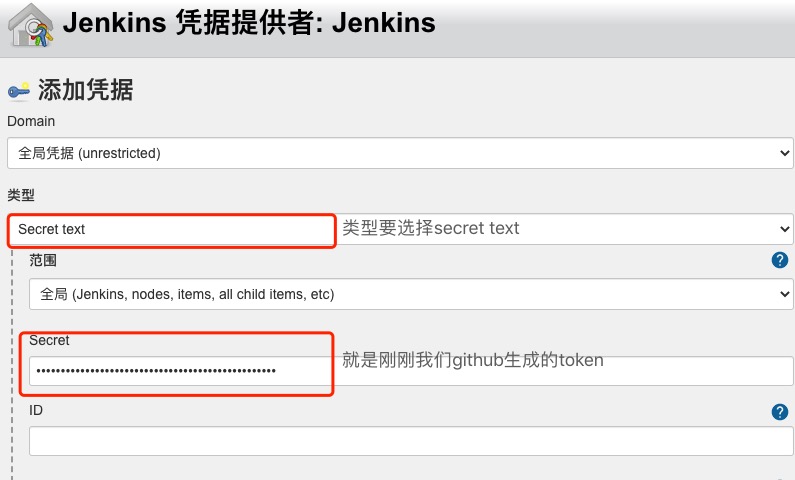 Jenkins 凭据提供者: Jenkins
添加凭据
Domain
全局凭据 (unrestricted)
类型
Secret text
类型要选择secret text
范围
全局 (Jenkins, nodes, items, all child items, etc)
Secret
就是刚刚我们github生成的token
ID